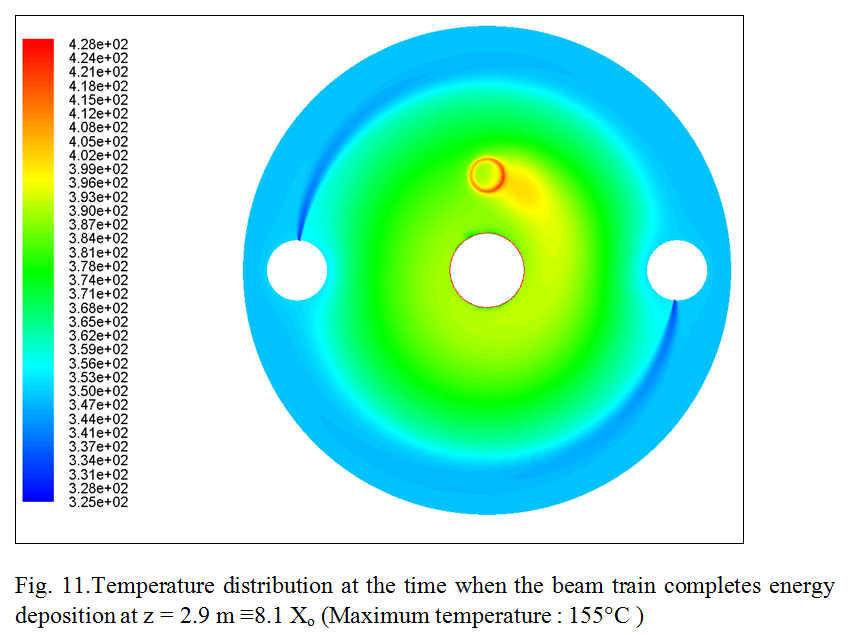 4.28e+02
4.24e+02
4.21e+02
4.18e+02
4.15e+02
4.12e+02
4.08e+02
4.05e+02
4.02e+02
3.99e+02
3.96e+02
3.93e+02
3.90e+02
3.87e+02
3.84e+02
3.81e+02
3.78e+02
3.74e+02
3.71e+02
3.68e+02
3.65e+02
3.62e+02
3.59e+02
3.56e+02
3.53e+02
3.50e+02
3.47e+02
3.44e+02
3.41e+02
3.37e+02
3.34e+02
3.31e+02
3.28e+02
3.25e+02
Fig. 11.Temperature distribution at the time when the beam train completes energy
deposition at z = 2.9 m ≡8.1 Xₒ (Maximum temperature : 155°C )